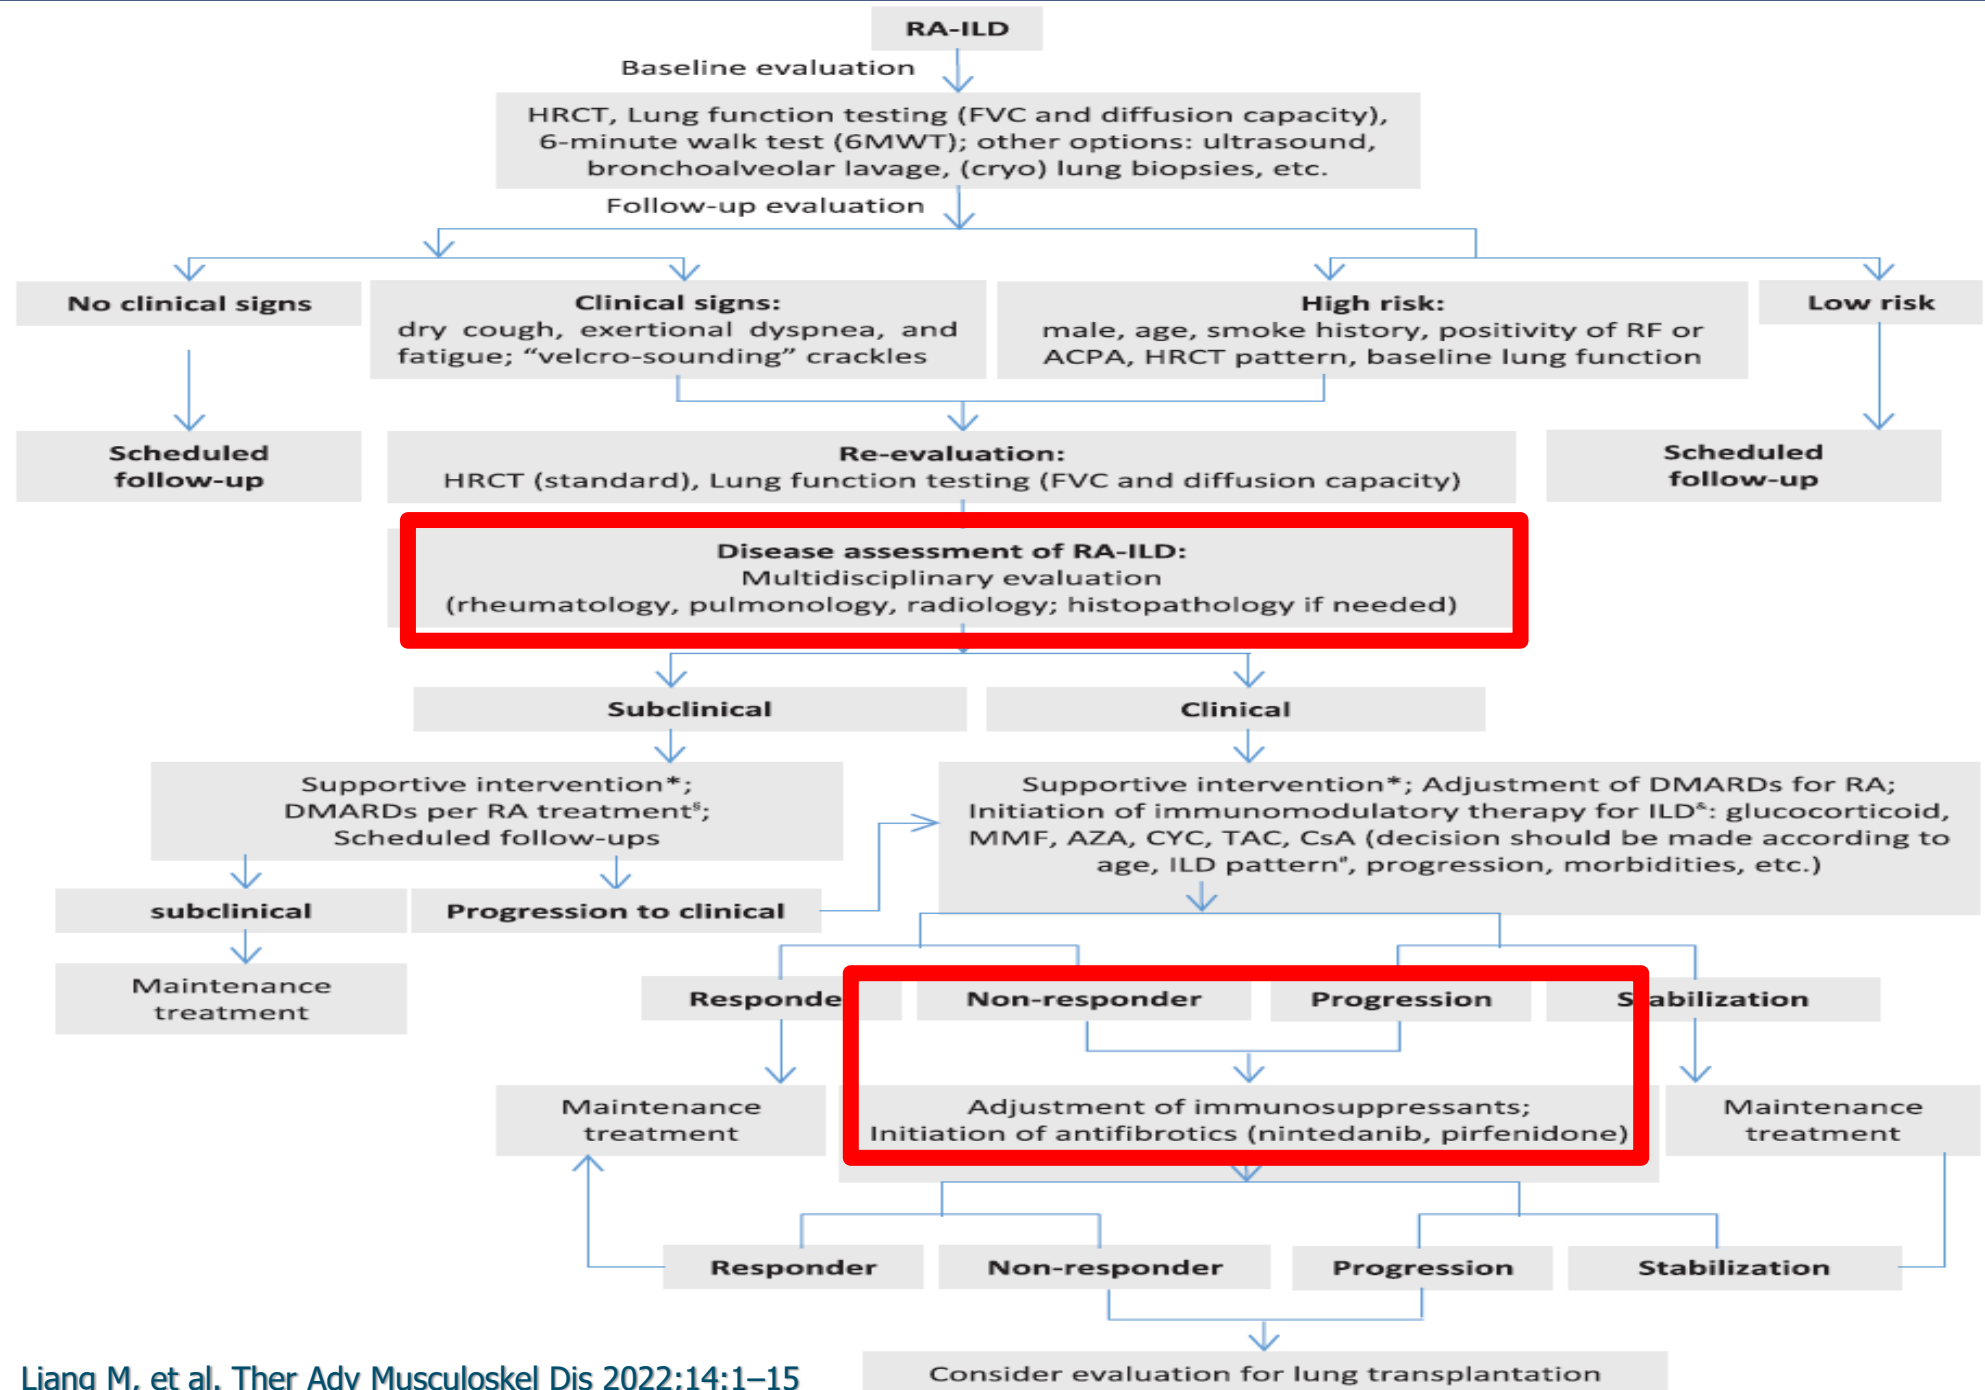 RA-ILD
Baseline evaluation
HRCT, Lung function testing (FVC and diffusion capacity),
6-minute walk test (6MWT); other options: ultrasound,
bronchoalveolar lavage, (cryo) lung biopsies, etc.
Follow-up evaluation
No clinical signs
Clinical signs:
dry cough, exertional dyspnea, and
fatigue; “velcro-sounding” crackles
High risk:
male, age, smoke history, positivity of RF or
ACPA, HRCT pattern, baseline lung function
Low risk
Scheduled
follow-up
Re-evaluation:
HRCT (standard), Lung function testing (FVC and diffusion capacity)
Scheduled
follow-up
Disease assessment of RA-ILD:
Multidisciplinary evaluation
(rheumatology, pulmonology, radiology; histopathology if needed)
Subclinical
Clinical
Supportive intervention*;
DMARDs per RA treatment§;
Scheduled follow-ups
Supportive intervention*; Adjustment of DMARDs for RA;
Initiation of immunomodulatory therapy for ILD&: glucocorticoid,
MMF, AZA, CYC, TAC, CsA (decision should be made according to
age, ILD pattern#, progression, morbidities, etc.)
subclinical
Progression to clinical
Maintenance
treatment
Responde
Non-responder
Progression
Stabilization
Maintenance
treatment
Adjustment of immunosuppressants;
Initiation of antifibrotics (nintedanib, pirfenidone)
Maintenance
treatment
Responder
Non-responder
Progression
Stabilization
Consider evaluation for lung transplantation
Liang M, et al. Ther Adv Musculoskel Dis 2022;14:1–15